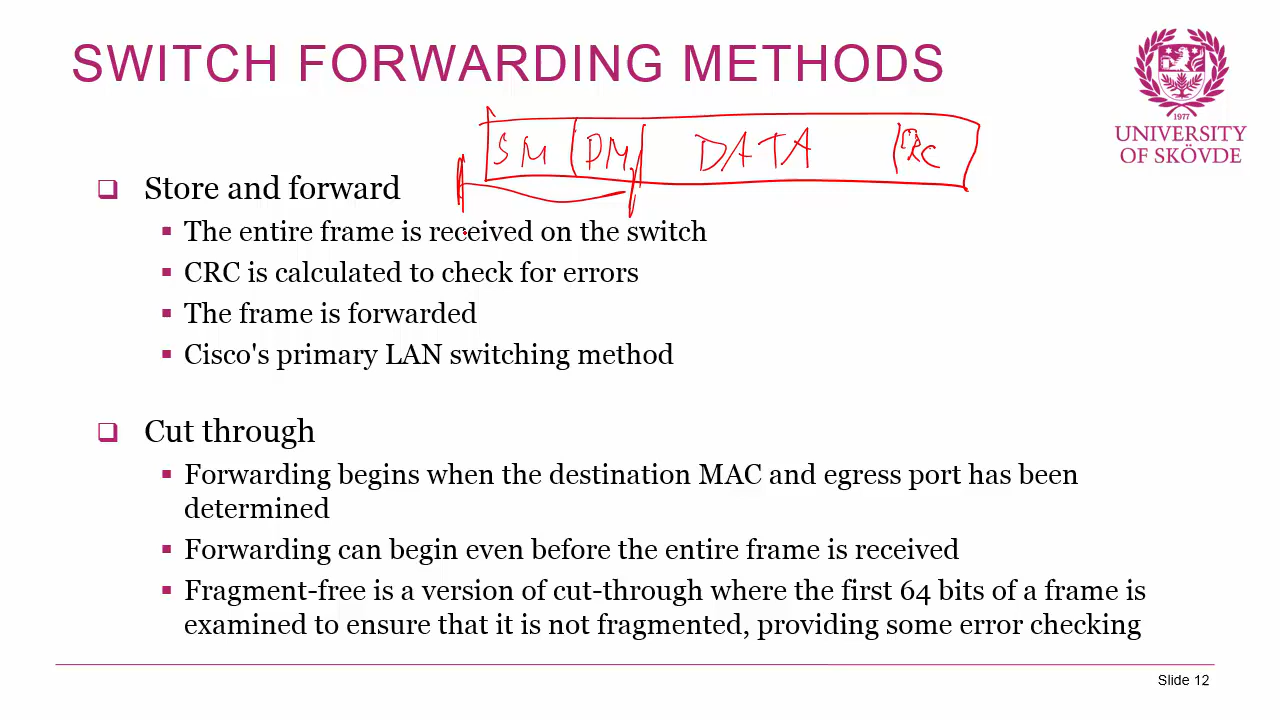 SWITCH FORWARDING METHODS
1977
UNIVERSITY
OF SKÖVDE
SM DM DATA CRC
Store and forward
The entire frame is received on the switch
CRC is calculated to check for errors
The frame is forwarded
Cisco's primary LAN switching method
Cut through
Forwarding begins when the destination MAC and egress port has been
determined
Forwarding can begin even before the entire frame is received
Fragment-free is a version of cut-through where the first 64 bits of a frame is
examined to ensure that it is not fragmented, providing some error checking
Slide 12